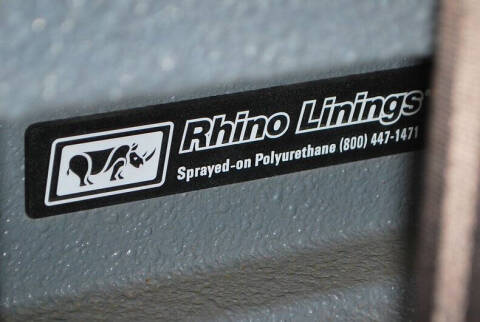 Rhino Linings
Sprayed-on Polyurethane (800) 447-1471